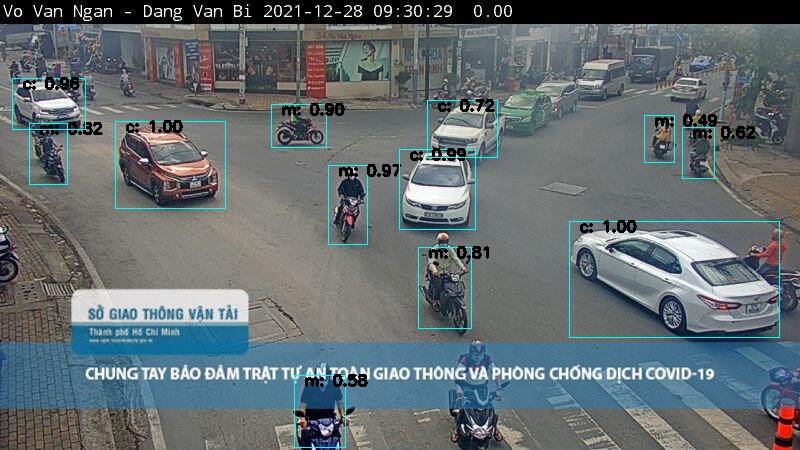 Vo Van Ngan - Dang Van Bi 2021-12-28 09:30:29 0.00
c: 0.96
m: 0.32
c: 1.00
m: 0.90
c: 0.72
m: 0.49
m: 0.62
c: 0.99
m: 0.97
c: 1.00
m: 0.81
SỞ GIAO THÔNG VẬN TẢI
Thành phố Hồ Chí Minh
CHUNG TAY BẢO ĐẢM TRẬT TỰ AN TOÀN GIAO THÔNG VÀ PHÒNG CHỐNG DỊCH COVID-19
m: 0.58